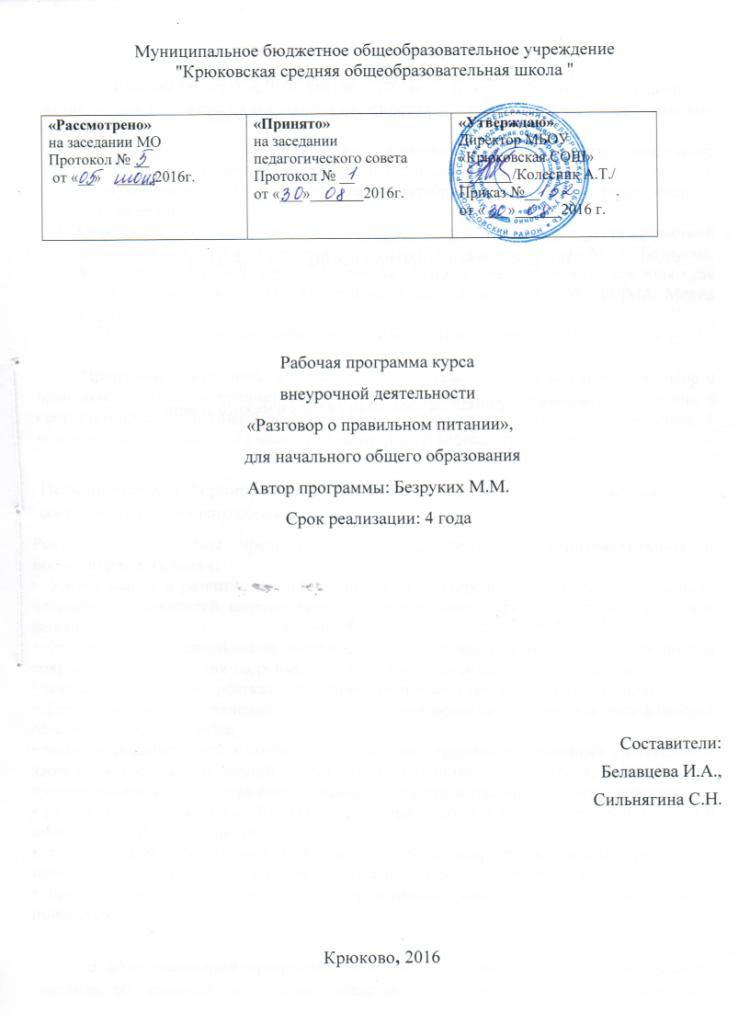 Муниципальное бюджетное общеобразовательное учреждение
"Крюковская средняя общеобразовательная школа "
«Рассмотрено»
на заседании МО
Протокол № 5
от «05» июня 2016г.
«Принято»
на заседании
педагогического совета
Протокол № 1
от «30» 08 2016г.
«Утверждаю»
Директор МБОУ
«Крюковская СОШ»
/Колесник А.Т./
Приказ № 152
от «30» 08 2016 г.
Рабочая программа курса
внеурочной деятельности
«Разговор о правильном питании»,
для начального общего образования
Автор программы: Безруких М.М.
Срок реализации: 4 года
Составители:
Белавцева И.А.,
Сильнягина С.Н.
Крюково, 2016